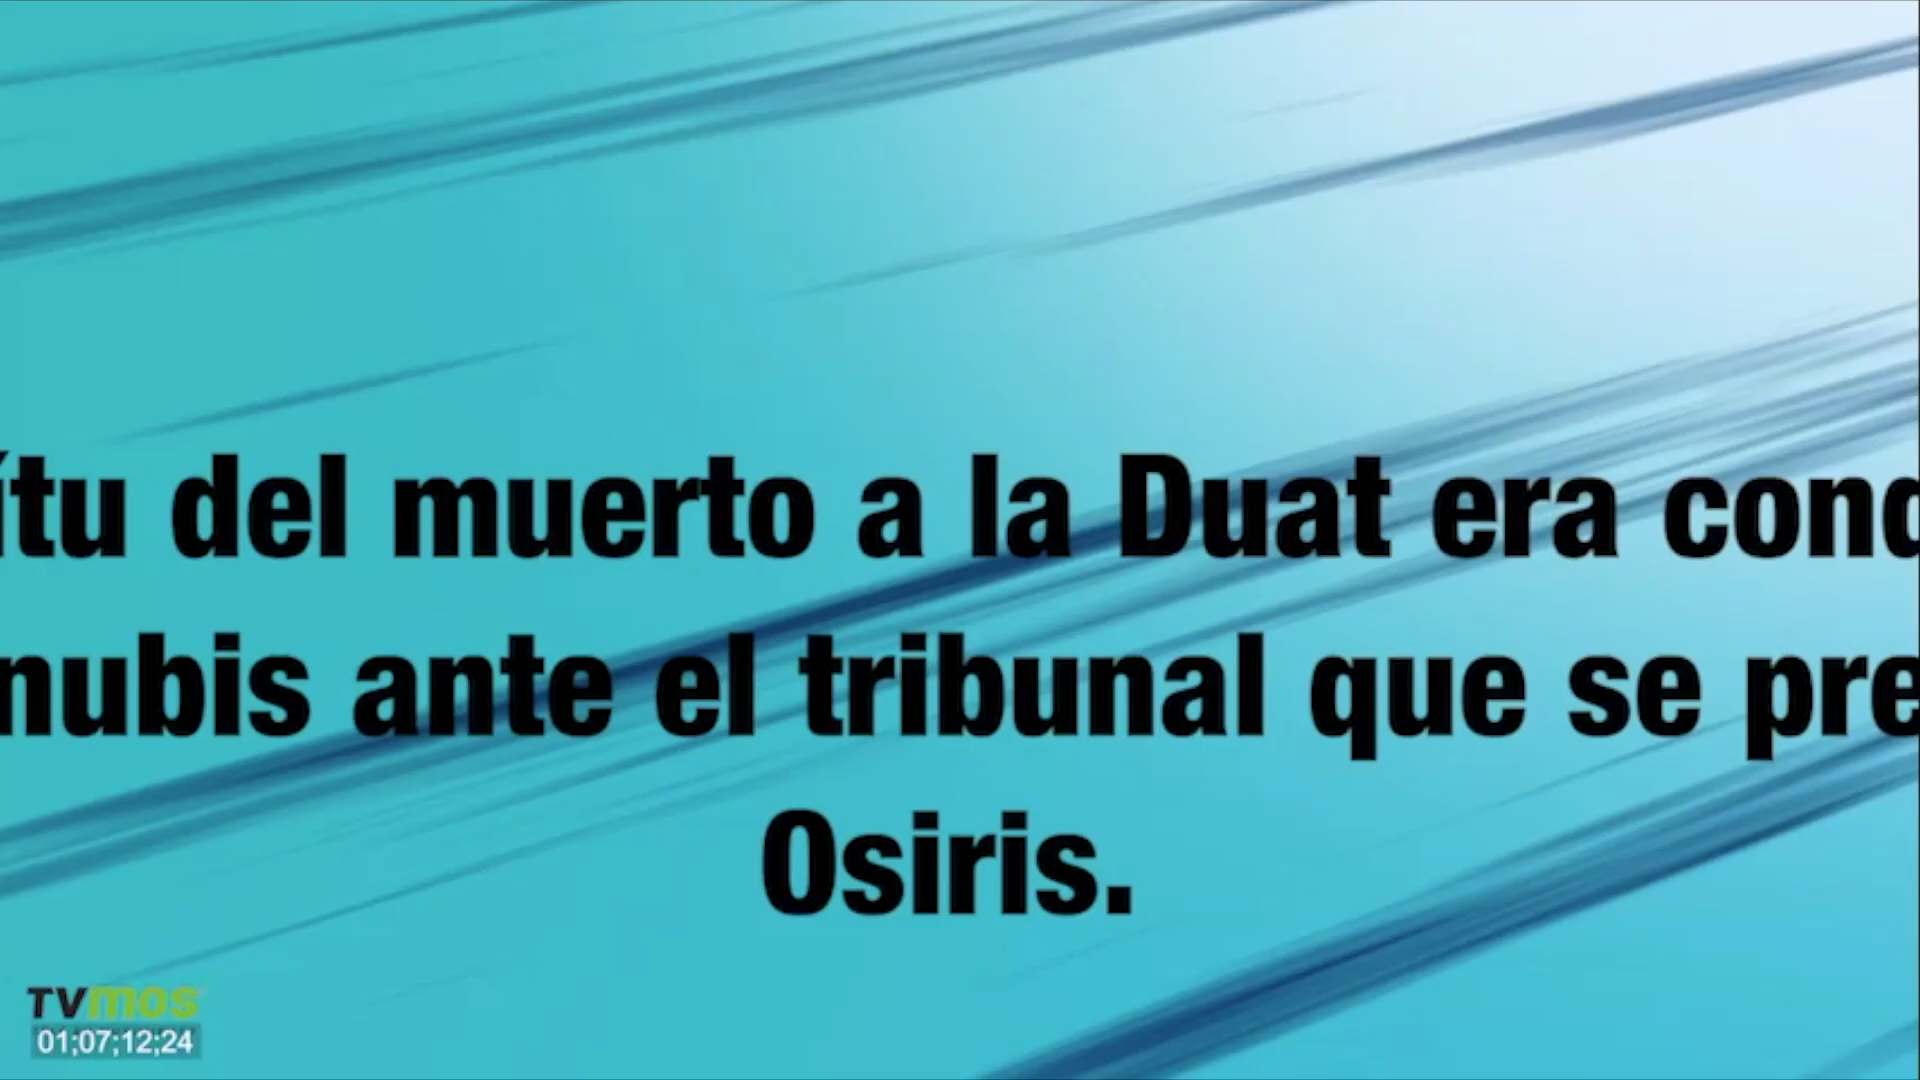 ítu del muerto a la Duat era cond
nubis ante el tribunal que se pre
Osiris.
TVmos
01;07;12;24